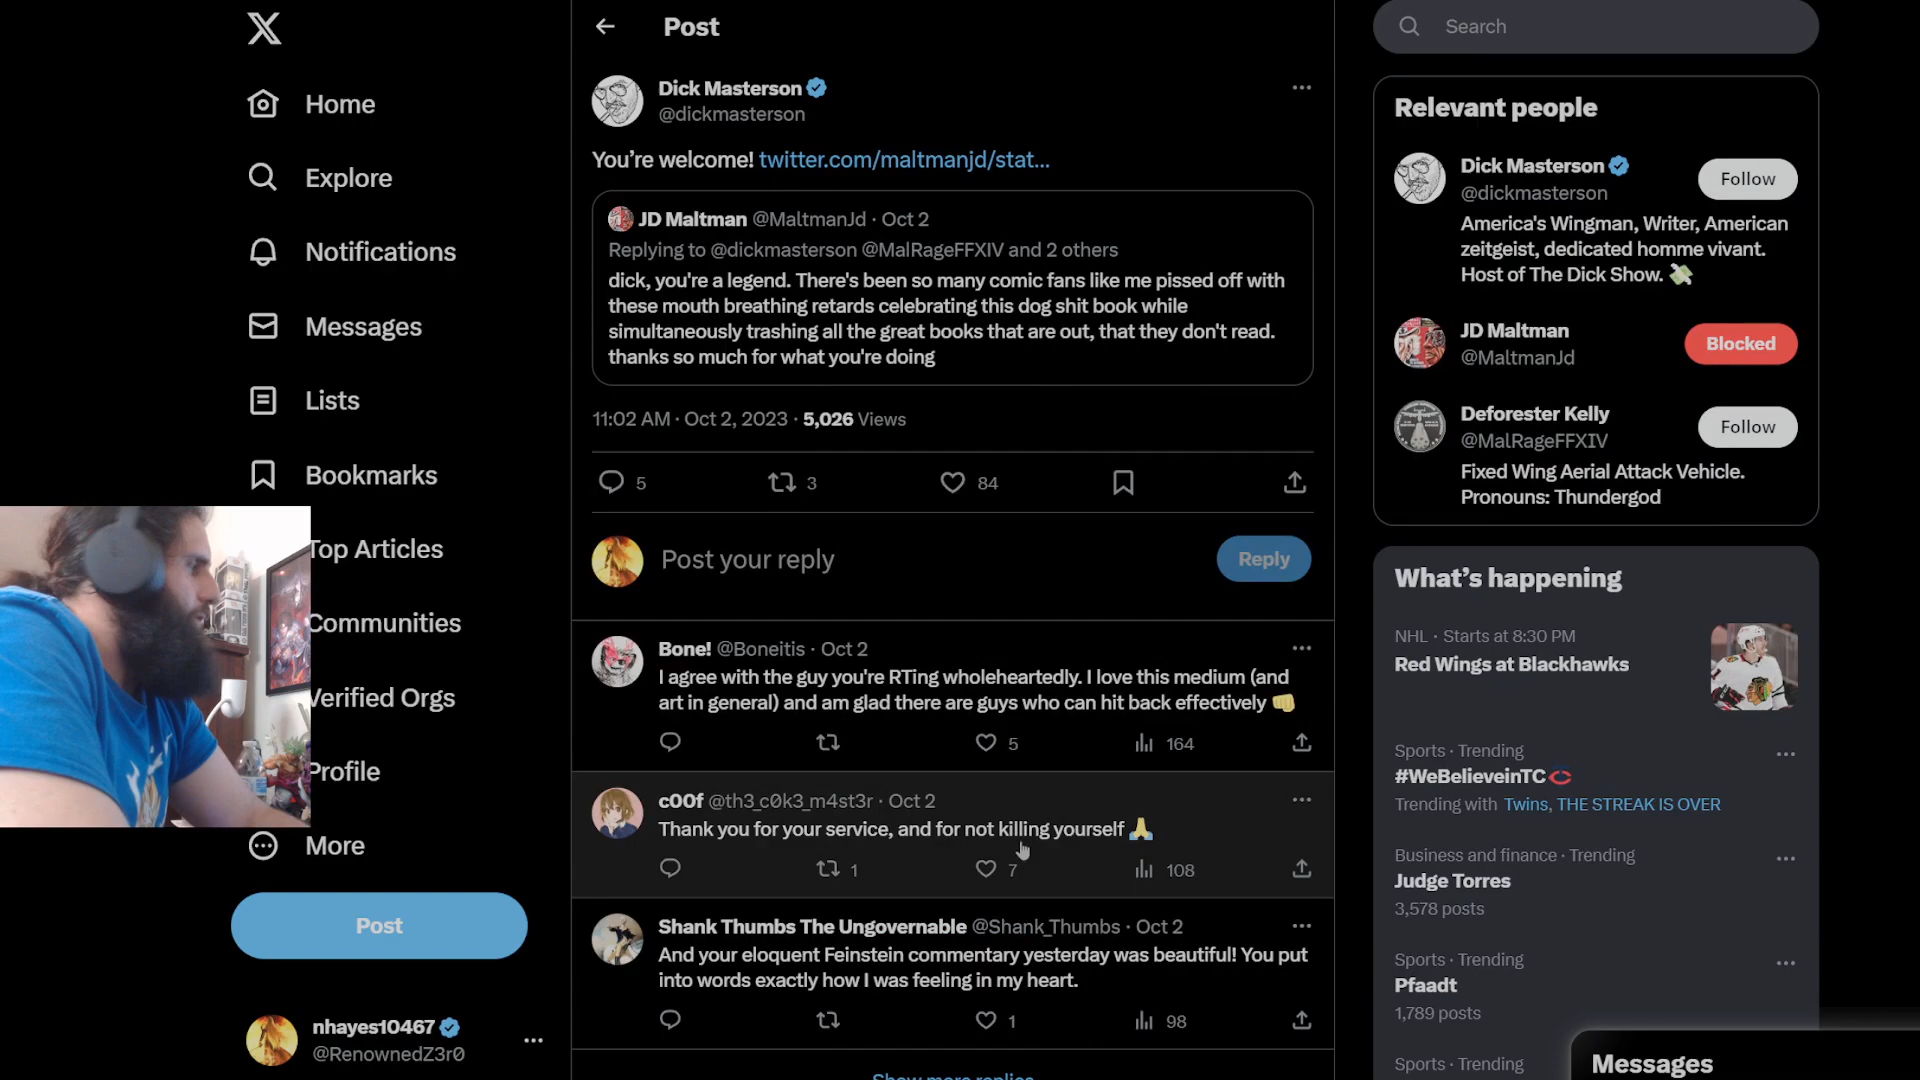 Home
Explore
Notifications
Messages
Lists
Bookmarks
Top Articles
Communities
Verified Orgs
Profile
More
Post
nhayes10467
@RenownedZ3r0
Post
Dick Masterson
@dickmasterson
You're welcome! twitter.com/maltmanjd/stat...
JD Maltman @MaltmanJd · Oct 2
Replying to @dickmasterson @MalRageFFXIV and 2 others
dick, you're a legend. There's been so many comic fans like me pissed off with
these mouth breathing retards celebrating this dog shit book while
simultaneously trashing all the great books that are out, that they don't read.
thanks so much for what you're doing
11:02 AM · Oct 2, 2023 · 5,026 Views
5 3 84
Post your reply
Reply
Bone! @Boneitis · Oct 2
I agree with the guy you're RTing wholeheartedly. I love this medium (and
art in general) and am glad there are guys who can hit back effectively 👊
5 164
c00f @th3_c0k3_m4st3r · Oct 2
Thank you for your service, and for not killing yourself 🙏
1 7 108
Shank Thumbs The Ungovernable @Shank_Thumbs · Oct 2
And your eloquent Feinstein commentary yesterday was beautiful! You put
into words exactly how I was feeling in my heart.
1 98
Show more replies
Search
Relevant people
Dick Masterson
@dickmasterson
Follow
America's Wingman, Writer, American
zeitgeist, dedicated homme vivant.
Host of The Dick Show. 💸
JD Maltman
@MaltmanJd
Blocked
Deforester Kelly
@MalRageFFXIV
Follow
Fixed Wing Aerial Attack Vehicle.
Pronouns: Thundergod
What's happening
NHL · Starts at 8:30 PM
Red Wings at Blackhawks
Sports · Trending
#WeBelieveinTC
Trending with Twins, THE STREAK IS OVER
Business and finance · Trending
Judge Torres
3,578 posts
Sports · Trending
Pfaadt
1,789 posts
Sports · Trending
Messages